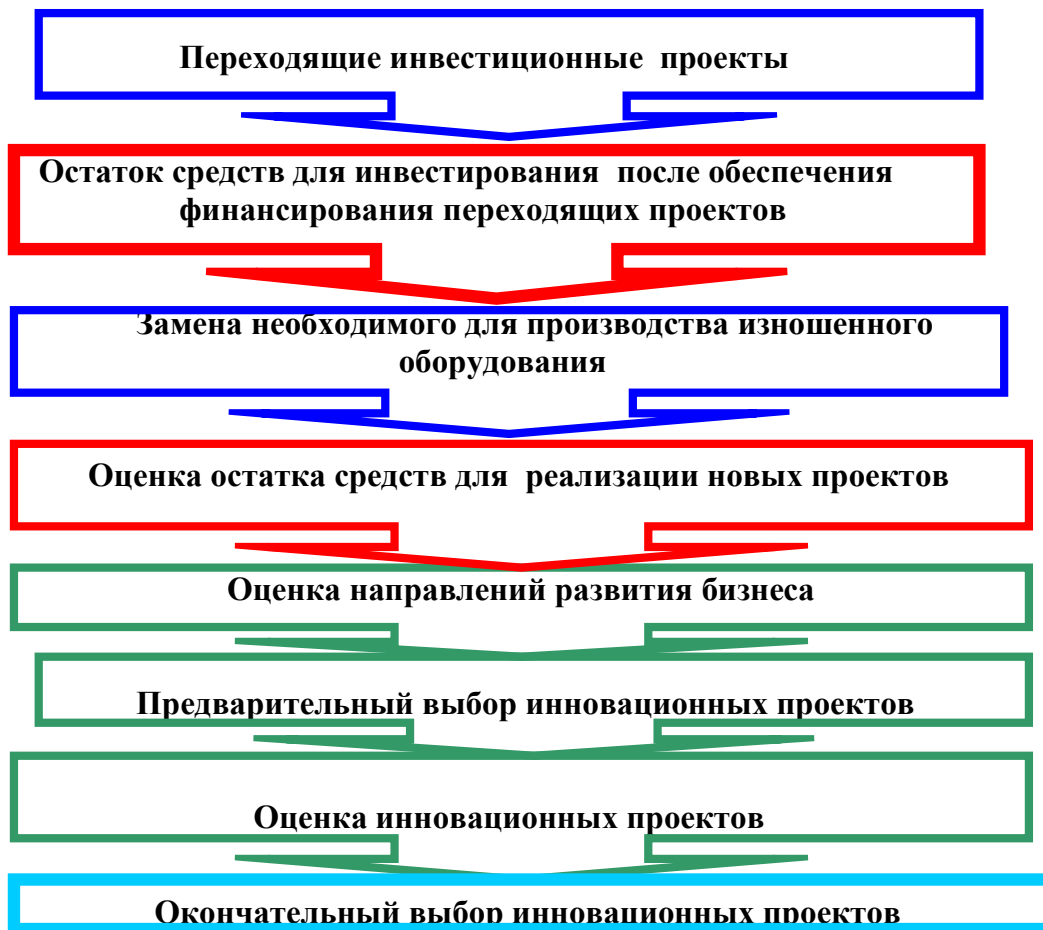 Переходящие инвестиционные проекты
Остаток средств для инвестирования после обеспечения
финансирования переходящих проектов
Замена необходимого для производства изношенного
оборудования
Оценка остатка средств для реализации новых проектов
Оценка направлений развития бизнеса
Предварительный выбор инновационных проектов
Оценка инновационных проектов
Окончательный выбор инновационных проектов